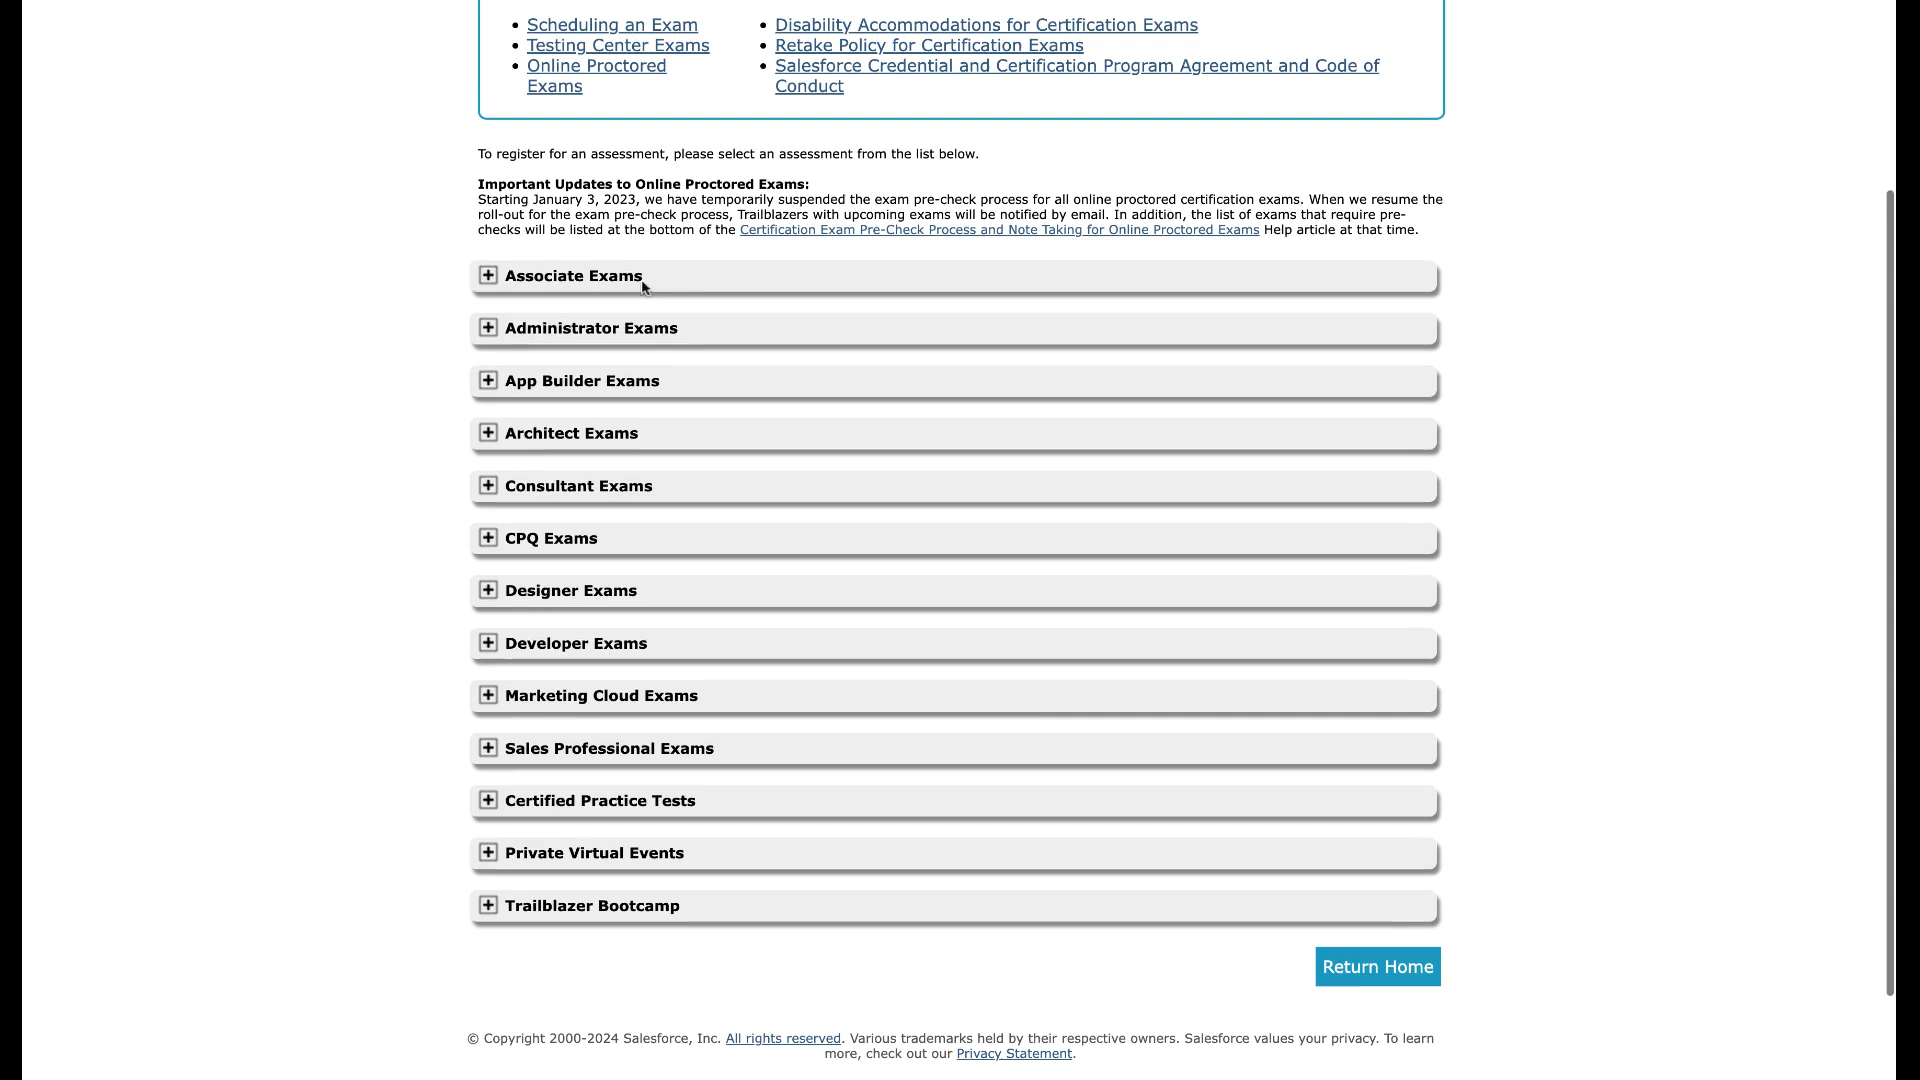 Scheduling an Exam
Testing Center Exams
Online Proctored
Exams
Disability Accommodations for Certification Exams
Retake Policy for Certification Exams
Salesforce Credential and Certification Program Agreement and Code of
Conduct
To register for an assessment, please select an assessment from the list below.
Important Updates to Online Proctored Exams:
Starting January 3, 2023, we have temporarily suspended the exam pre-check process for all online proctored certification exams. When we resume the
roll-out for the exam pre-check process, Trailblazers with upcoming exams will be notified by email. In addition, the list of exams that require pre-
checks will be listed at the bottom of the Certification Exam Pre-Check Process and Note Taking for Online Proctored Exams Help article at that time.
Associate Exams
Administrator Exams
App Builder Exams
Architect Exams
Consultant Exams
CPQ Exams
Designer Exams
Developer Exams
Marketing Cloud Exams
Sales Professional Exams
Certified Practice Tests
Private Virtual Events
Trailblazer Bootcamp
Return Home
© Copyright 2000-2024 Salesforce, Inc. All rights reserved. Various trademarks held by their respective owners. Salesforce values your privacy. To learn
more, check out our Privacy Statement.